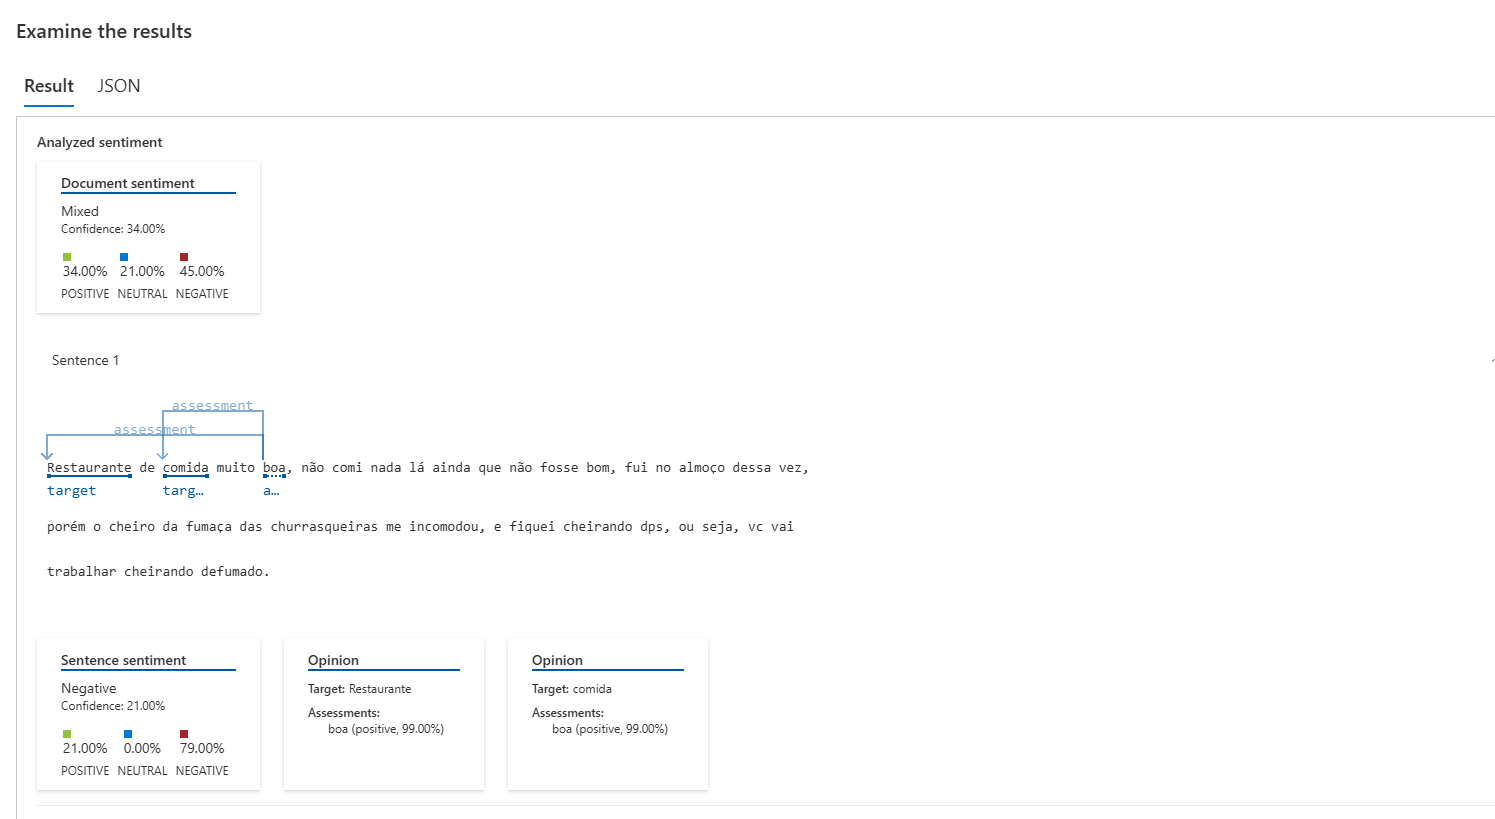 Examine the results
Result JSON
Analyzed sentiment
Document sentiment
Mixed
Confidence: 34.00%
34.00% 21.00% 45.00%
POSITIVE NEUTRAL NEGATIVE
Sentence 1
assessment
assessment
Restaurante de comida muito boa, não comi nada lá ainda que não fosse bom, fui no almoço dessa vez,
target targ… a…
porém o cheiro da fumaça das churrasqueiras me incomodou, e fiquei cheirando dps, ou seja, vc vai
trabalhar cheirando defumado.
Sentence sentiment
Negative
Confidence: 21.00%
21.00% 0.00% 79.00%
POSITIVE NEUTRAL NEGATIVE
Opinion
Target: Restaurante
Assessments:
boa (positive, 99.00%)
Opinion
Target: comida
Assessments:
boa (positive, 99.00%)